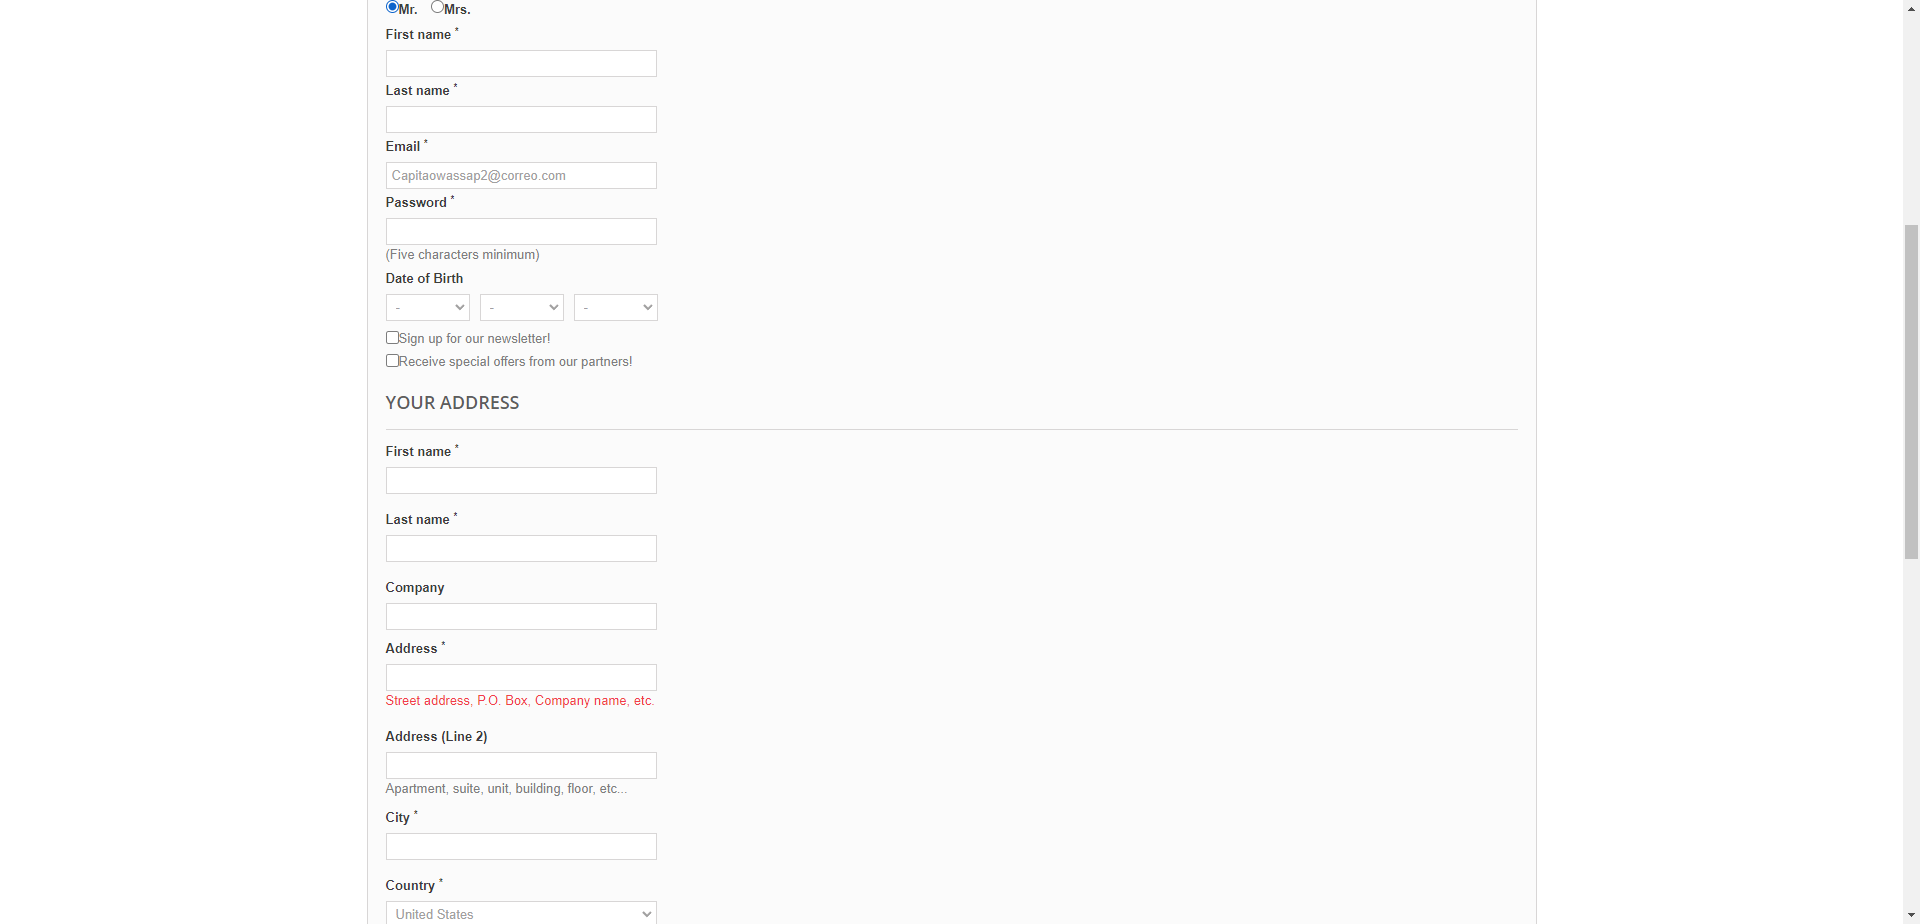 Mr. Mrs.
First name *
Last name *
Email *
Capitaowassap2@correo.com
Password *
(Five characters minimum)
Date of Birth
- - -
Sign up for our newsletter!
Receive special offers from our partners!
YOUR ADDRESS
First name *
Last name *
Company
Address *
Street address, P.O. Box, Company name, etc.
Address (Line 2)
Apartment, suite, unit, building, floor, etc...
City *
Country *
United States